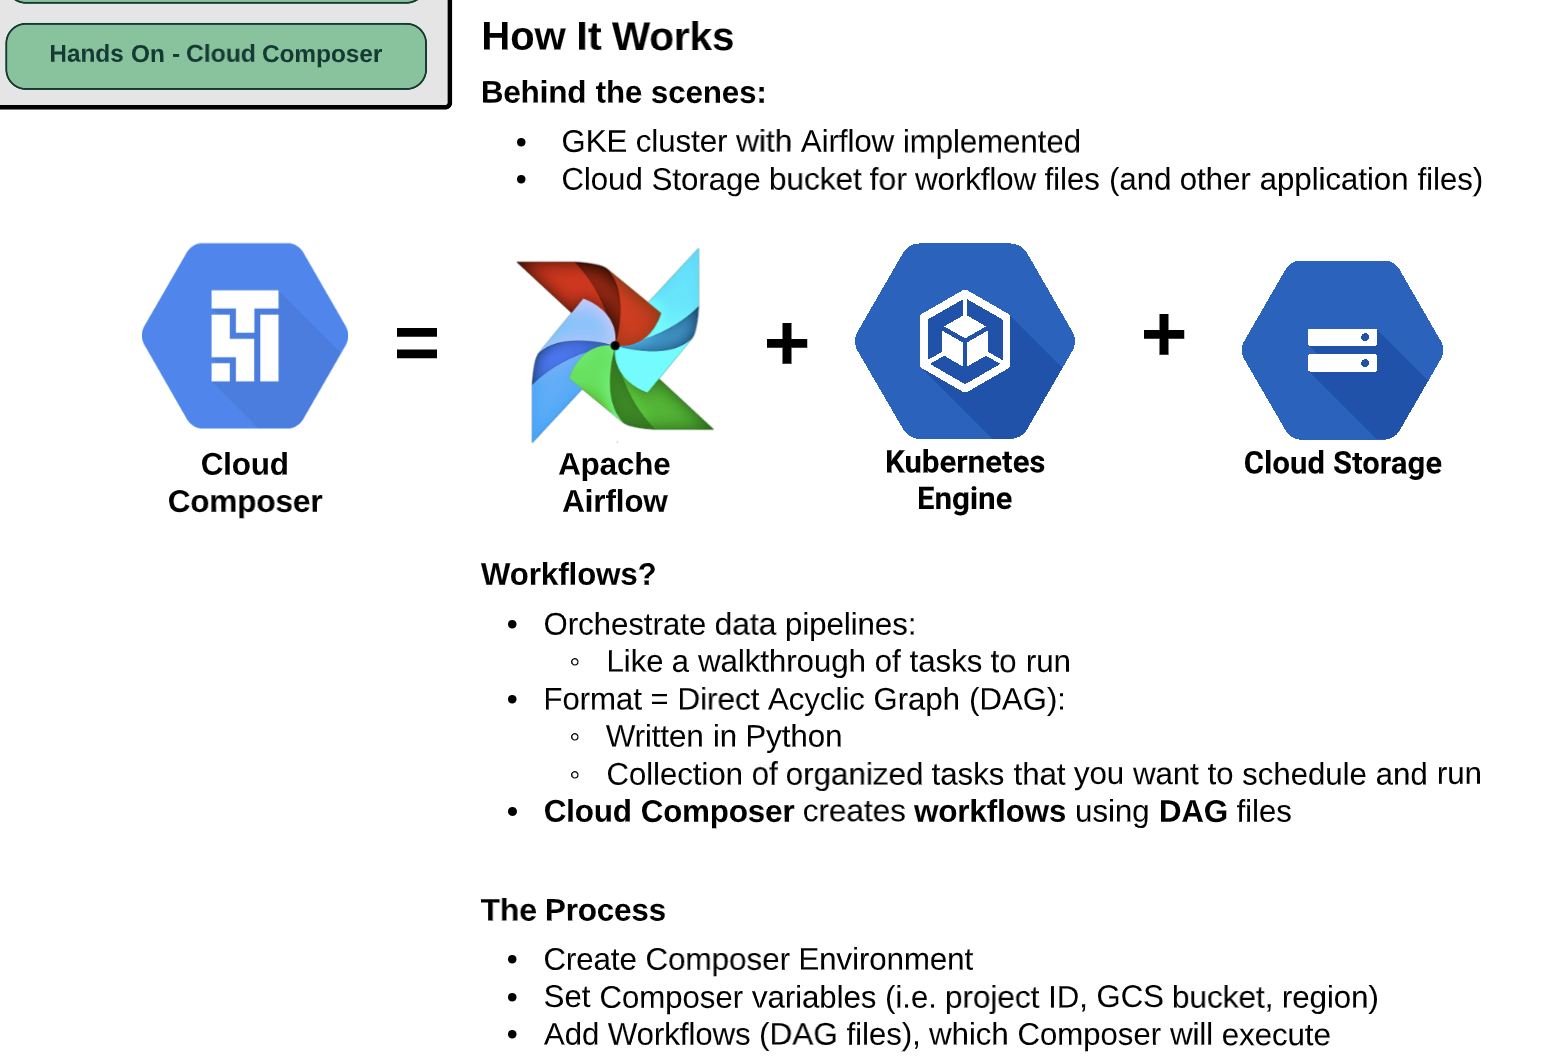 Hands On - Cloud Composer
How It Works
Behind the scenes:
• GKE cluster with Airflow implemented
• Cloud Storage bucket for workflow files (and other application files)
=
+
+
Cloud
Composer
Apache
Airflow
Kubernetes
Engine
Cloud Storage
Workflows?
• Orchestrate data pipelines:
◦ Like a walkthrough of tasks to run
• Format = Direct Acyclic Graph (DAG):
◦ Written in Python
◦ Collection of organized tasks that you want to schedule and run
• Cloud Composer creates workflows using DAG files
The Process
• Create Composer Environment
• Set Composer variables (i.e. project ID, GCS bucket, region)
• Add Workflows (DAG files), which Composer will execute